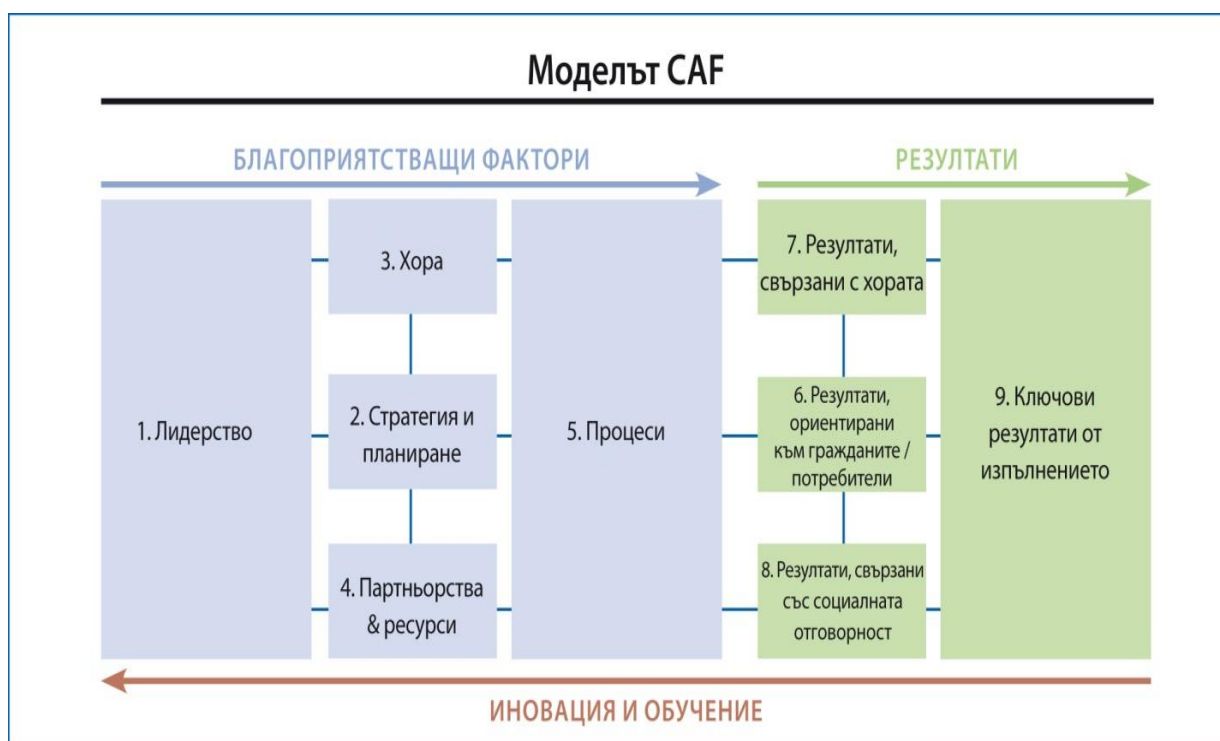 Моделът CAF
БЛАГОПРИЯТСТВАЩИ ФАКТОРИ
РЕЗУЛТАТИ
1. Лидерство
3. Хора
2. Стратегия и
планиране
4. Партньорства
& ресурси
5. Процеси
7. Резултати,
свързани с хората
6. Резултати,
ориентирани
към гражданите /
потребители
8. Резултати, свързани
със социалната
отговорност
9. Ключови
резултати от
изпълнението
ИНОВАЦИЯ И ОБУЧЕНИЕ